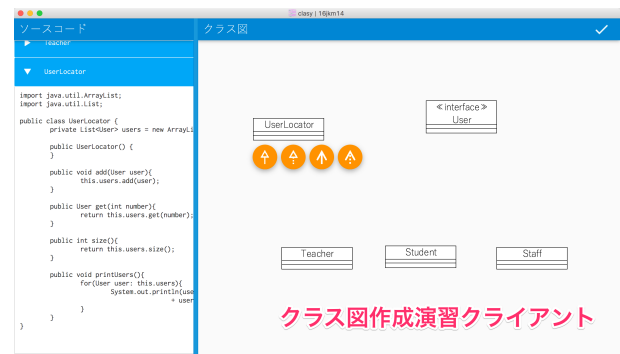 clasy | 16jkm14
ソースコード
クラス図
Teacher
UserLocator
import java.util.ArrayList;
import java.util.List;
public class UserLocator {
private List<User> users = new ArrayLi
public UserLocator() {
}
public void add(User user){
this.users.add(user);
}
public User get(int number){
return this.users.get(number);
}
public int size(){
return this.users.size();
}
public void printUsers(){
for(User user: this.users){
System.out.println(use
+ user
}
}
}
UserLocator
≪interface≫
User
Teacher
Student
Staff
クラス図作成演習クライアント